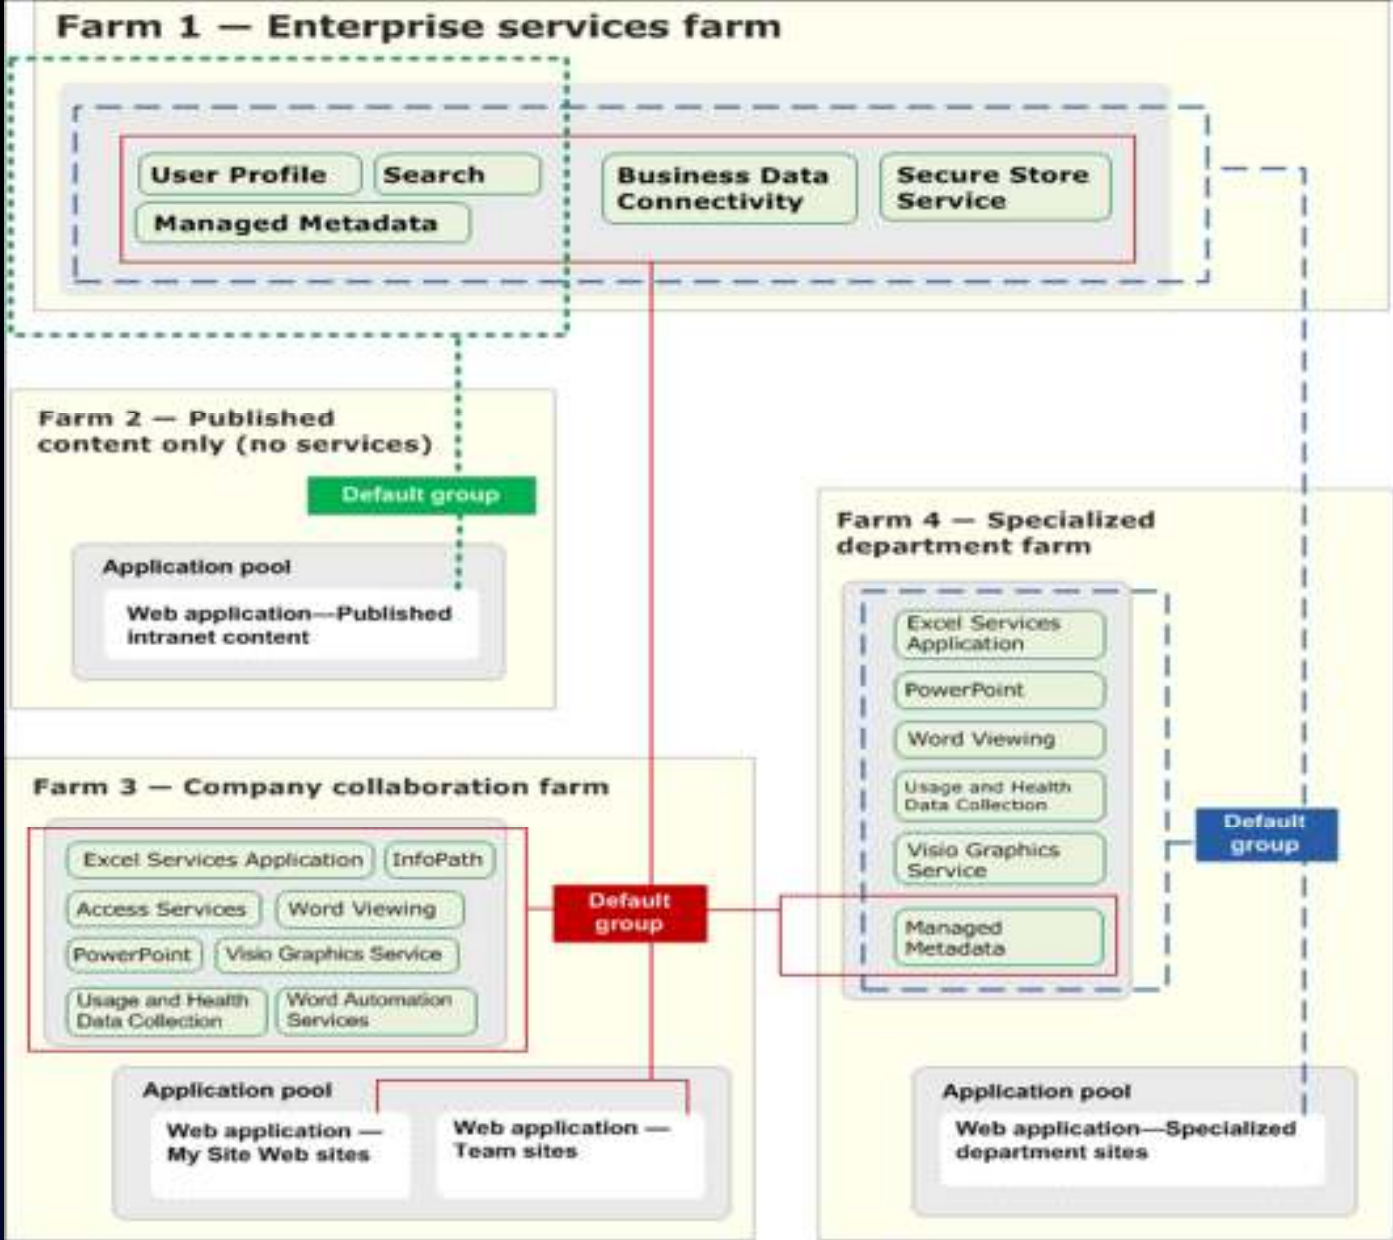 Farm 1 — Enterprise services farm
User Profile
Search
Business Data
Connectivity
Secure Store
Service
Managed Metadata
Farm 2 — Published
content only (no services)
Default group
Application pool
Web application—Published
intranet content
Farm 4 — Specialized
department farm
Excel Services
Application
PowerPoint
Word Viewing
Usage and Health
Data Collection
Visio Graphics
Service
Managed
Metadata
Default
group
Farm 3 — Company collaboration farm
Excel Services Application
InfoPath
Access Services
Word Viewing
PowerPoint
Visio Graphics Service
Usage and Health
Data Collection
Word Automation
Services
Default
group
Application pool
Web application —
My Site Web sites
Web application —
Team sites
Application pool
Web application—Specialized
department sites